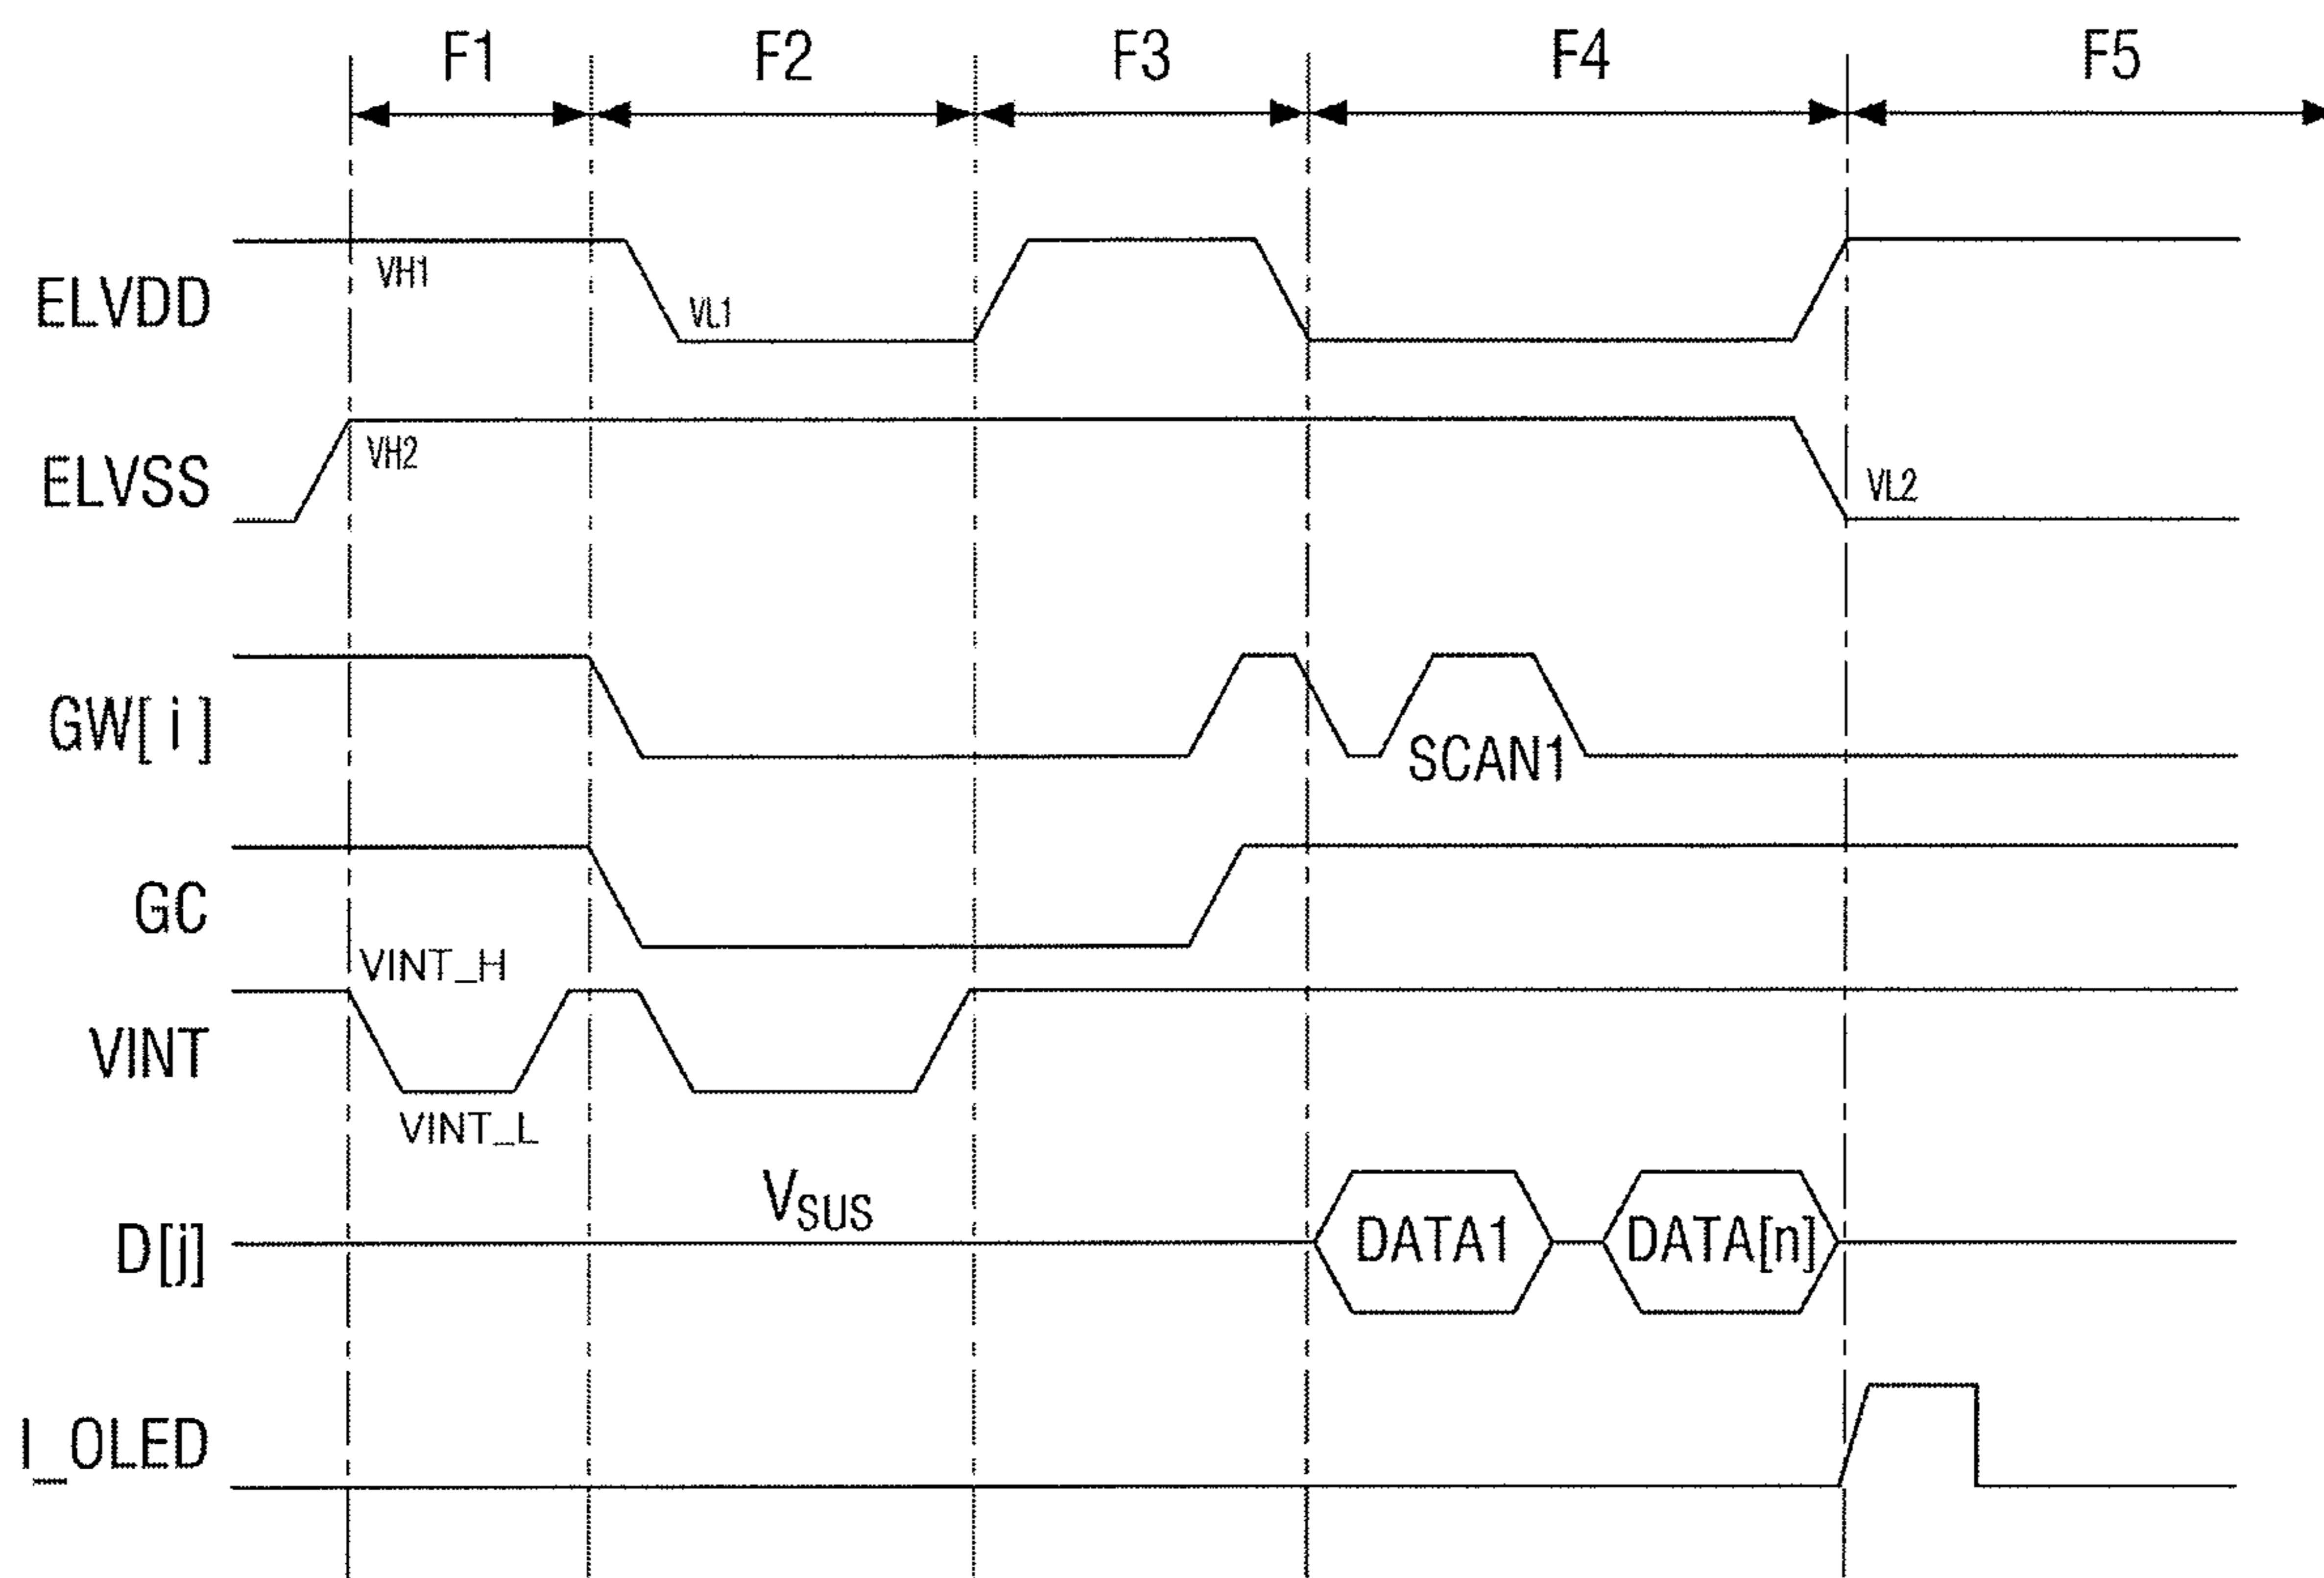 F1 F2 F3 F4 F5
ELVDD VH1 VL1
ELVSS VH2 VL2
GW[ i ] SCAN1
GC
VINT_H
VINT
VINT_L
VSUS
D[j] DATA1 DATA[n]
I_OLED